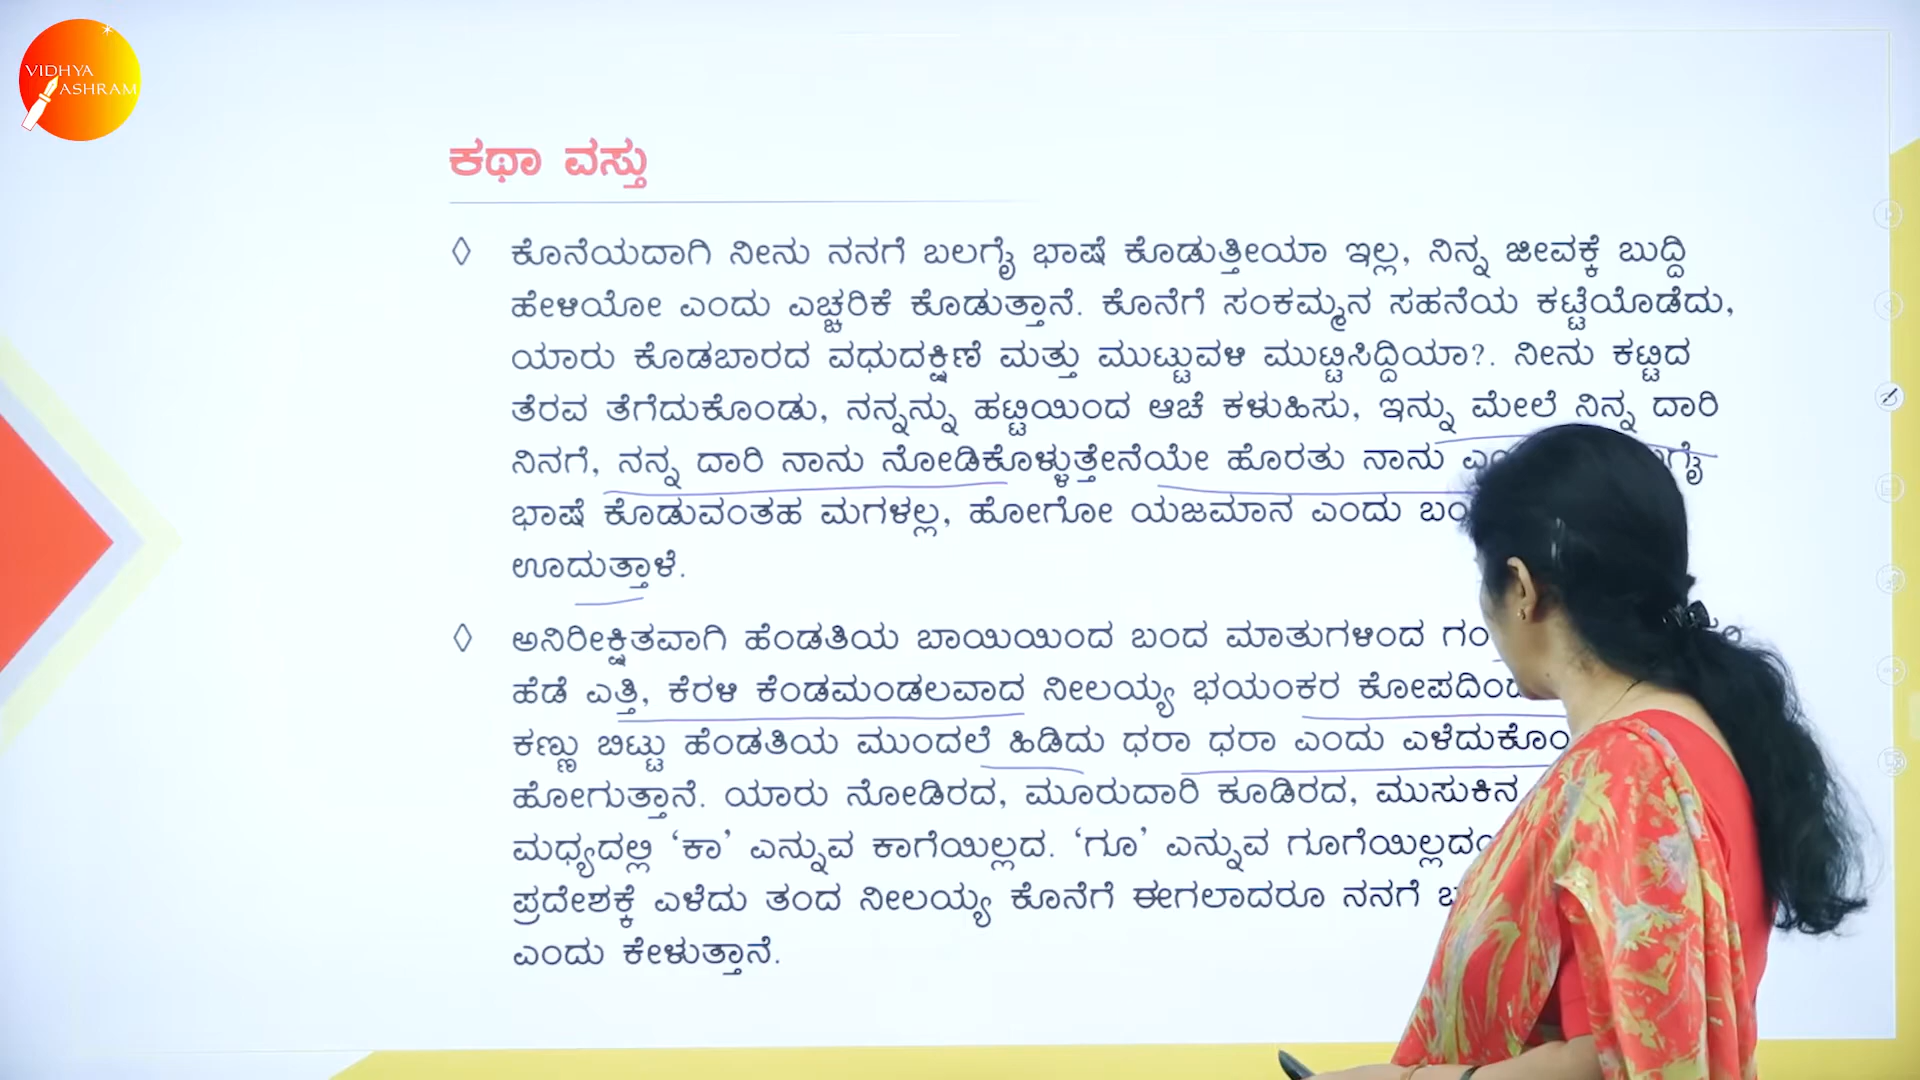 VIDHYA
ASHRAM
ಕಥಾ ವಸ್ತು
◊ ಕೊನೆಯದಾಗಿ ನೀನು ನನಗೆ ಬಲಗೈ ಭಾಷೆ ಕೊಡುತ್ತೀಯಾ ಇಲ್ಲ, ನಿನ್ನ ಜೀವಕ್ಕೆ ಬುದ್ದಿ
ಹೇಳಿಯೋ ಎಂದು ಎಚ್ಚರಿಕೆ ಕೊಡುತ್ತಾನೆ. ಕೊನೆಗೆ ಸಂಕಮ್ಮನ ಸಹನೆಯ ಕಟ್ಟೆಯೊಡೆದು,
ಯಾರು ಕೊಡಬಾರದ ವಧುದಕ್ಷಿಣೆ ಮತ್ತು ಮುಟ್ಟುವಳಿ ಮುಟ್ಟಿಸಿದ್ದಿಯಾ?. ನೀನು ಕಟ್ಟಿದ
ತೆರವ ತೆಗೆದುಕೊಂಡು, ನನ್ನನ್ನು ಹಟ್ಟಿಯಿಂದ ಆಚೆ ಕಳುಹಿಸು, ಇನ್ನು ಮೇಲೆ ನಿನ್ನ ದಾರಿ
ನಿನಗೆ, ನನ್ನ ದಾರಿ ನಾನು ನೋಡಿಕೊಳ್ಳುತ್ತೇನೆಯೇ ಹೊರತು ನಾನು
ಭಾಷೆ ಕೊಡುವಂತಹ ಮಗಳಲ್ಲ, ಹೋಗೋ ಯಜಮಾನ ಎಂದು
ಊದುತ್ತಾಳೆ.
◊ ಅನಿರೀಕ್ಷಿತವಾಗಿ ಹೆಂಡತಿಯ ಬಾಯಿಯಿಂದ ಬಂದ ಮಾತುಗಳಿಂದ
ಹೆಡೆ ಎತ್ತಿ, ಕೆರಳಿ ಕೆಂಡಮಂಡಲವಾದ ನೀಲಯ್ಯ ಭಯಂಕರ ಕೋಪದಿಂದ
ಕಣ್ಣು ಬಿಟ್ಟು ಹೆಂಡತಿಯ ಮುಂದಲೆ ಹಿಡಿದು ಧರಾ ಧರಾ ಎಂದು
ಹೋಗುತ್ತಾನೆ. ಯಾರು ನೋಡಿರದ, ಮೂರುದಾರಿ ಕೂಡಿರದ, ಮುಸುಕಿನ
ಮಧ್ಯದಲ್ಲಿ ‘ಕಾ’ ಎನ್ನುವ ಕಾಗೆಯಿಲ್ಲದ. ‘ಗೂ’ ಎನ್ನುವ
ಪ್ರದೇಶಕ್ಕೆ ಎಳೆದು ತಂದ ನೀಲಯ್ಯ ಕೊನೆಗೆ ಈಗಲಾದರೂ ನನಗೆ
ಎಂದು ಕೇಳುತ್ತಾನೆ.